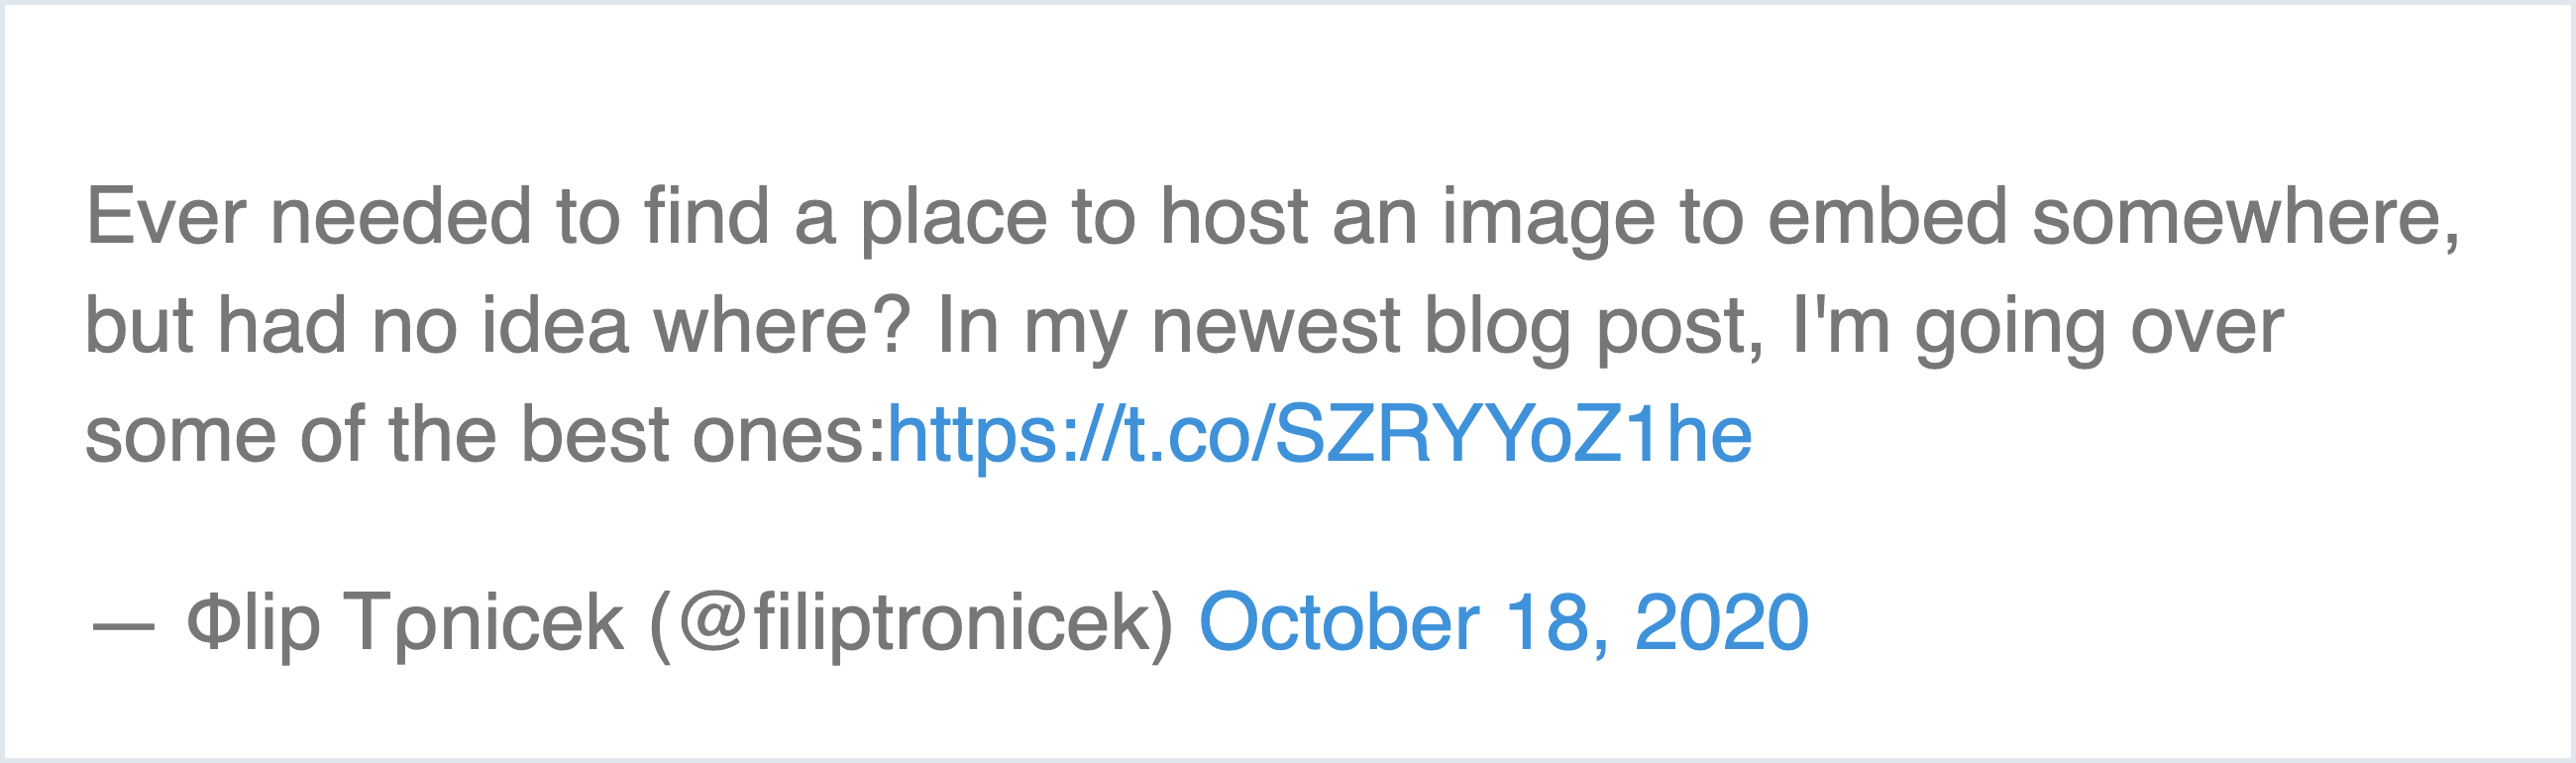 Ever needed to find a place to host an image to embed somewhere,
but had no idea where? In my newest blog post, I'm going over
some of the best ones:https://t.co/SZRYYoZ1he
— Φlip Tρnicek (@filiptronicek) October 18, 2020